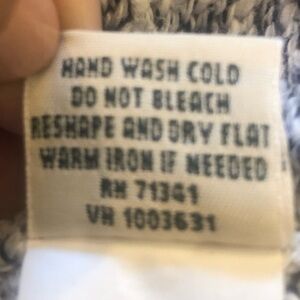 HAND WASH COLD
DO NOT BLEACH
RESHAPE AND DRY FLAT
WARM IRON IF NEEDED
RN 71341
VN 1003631